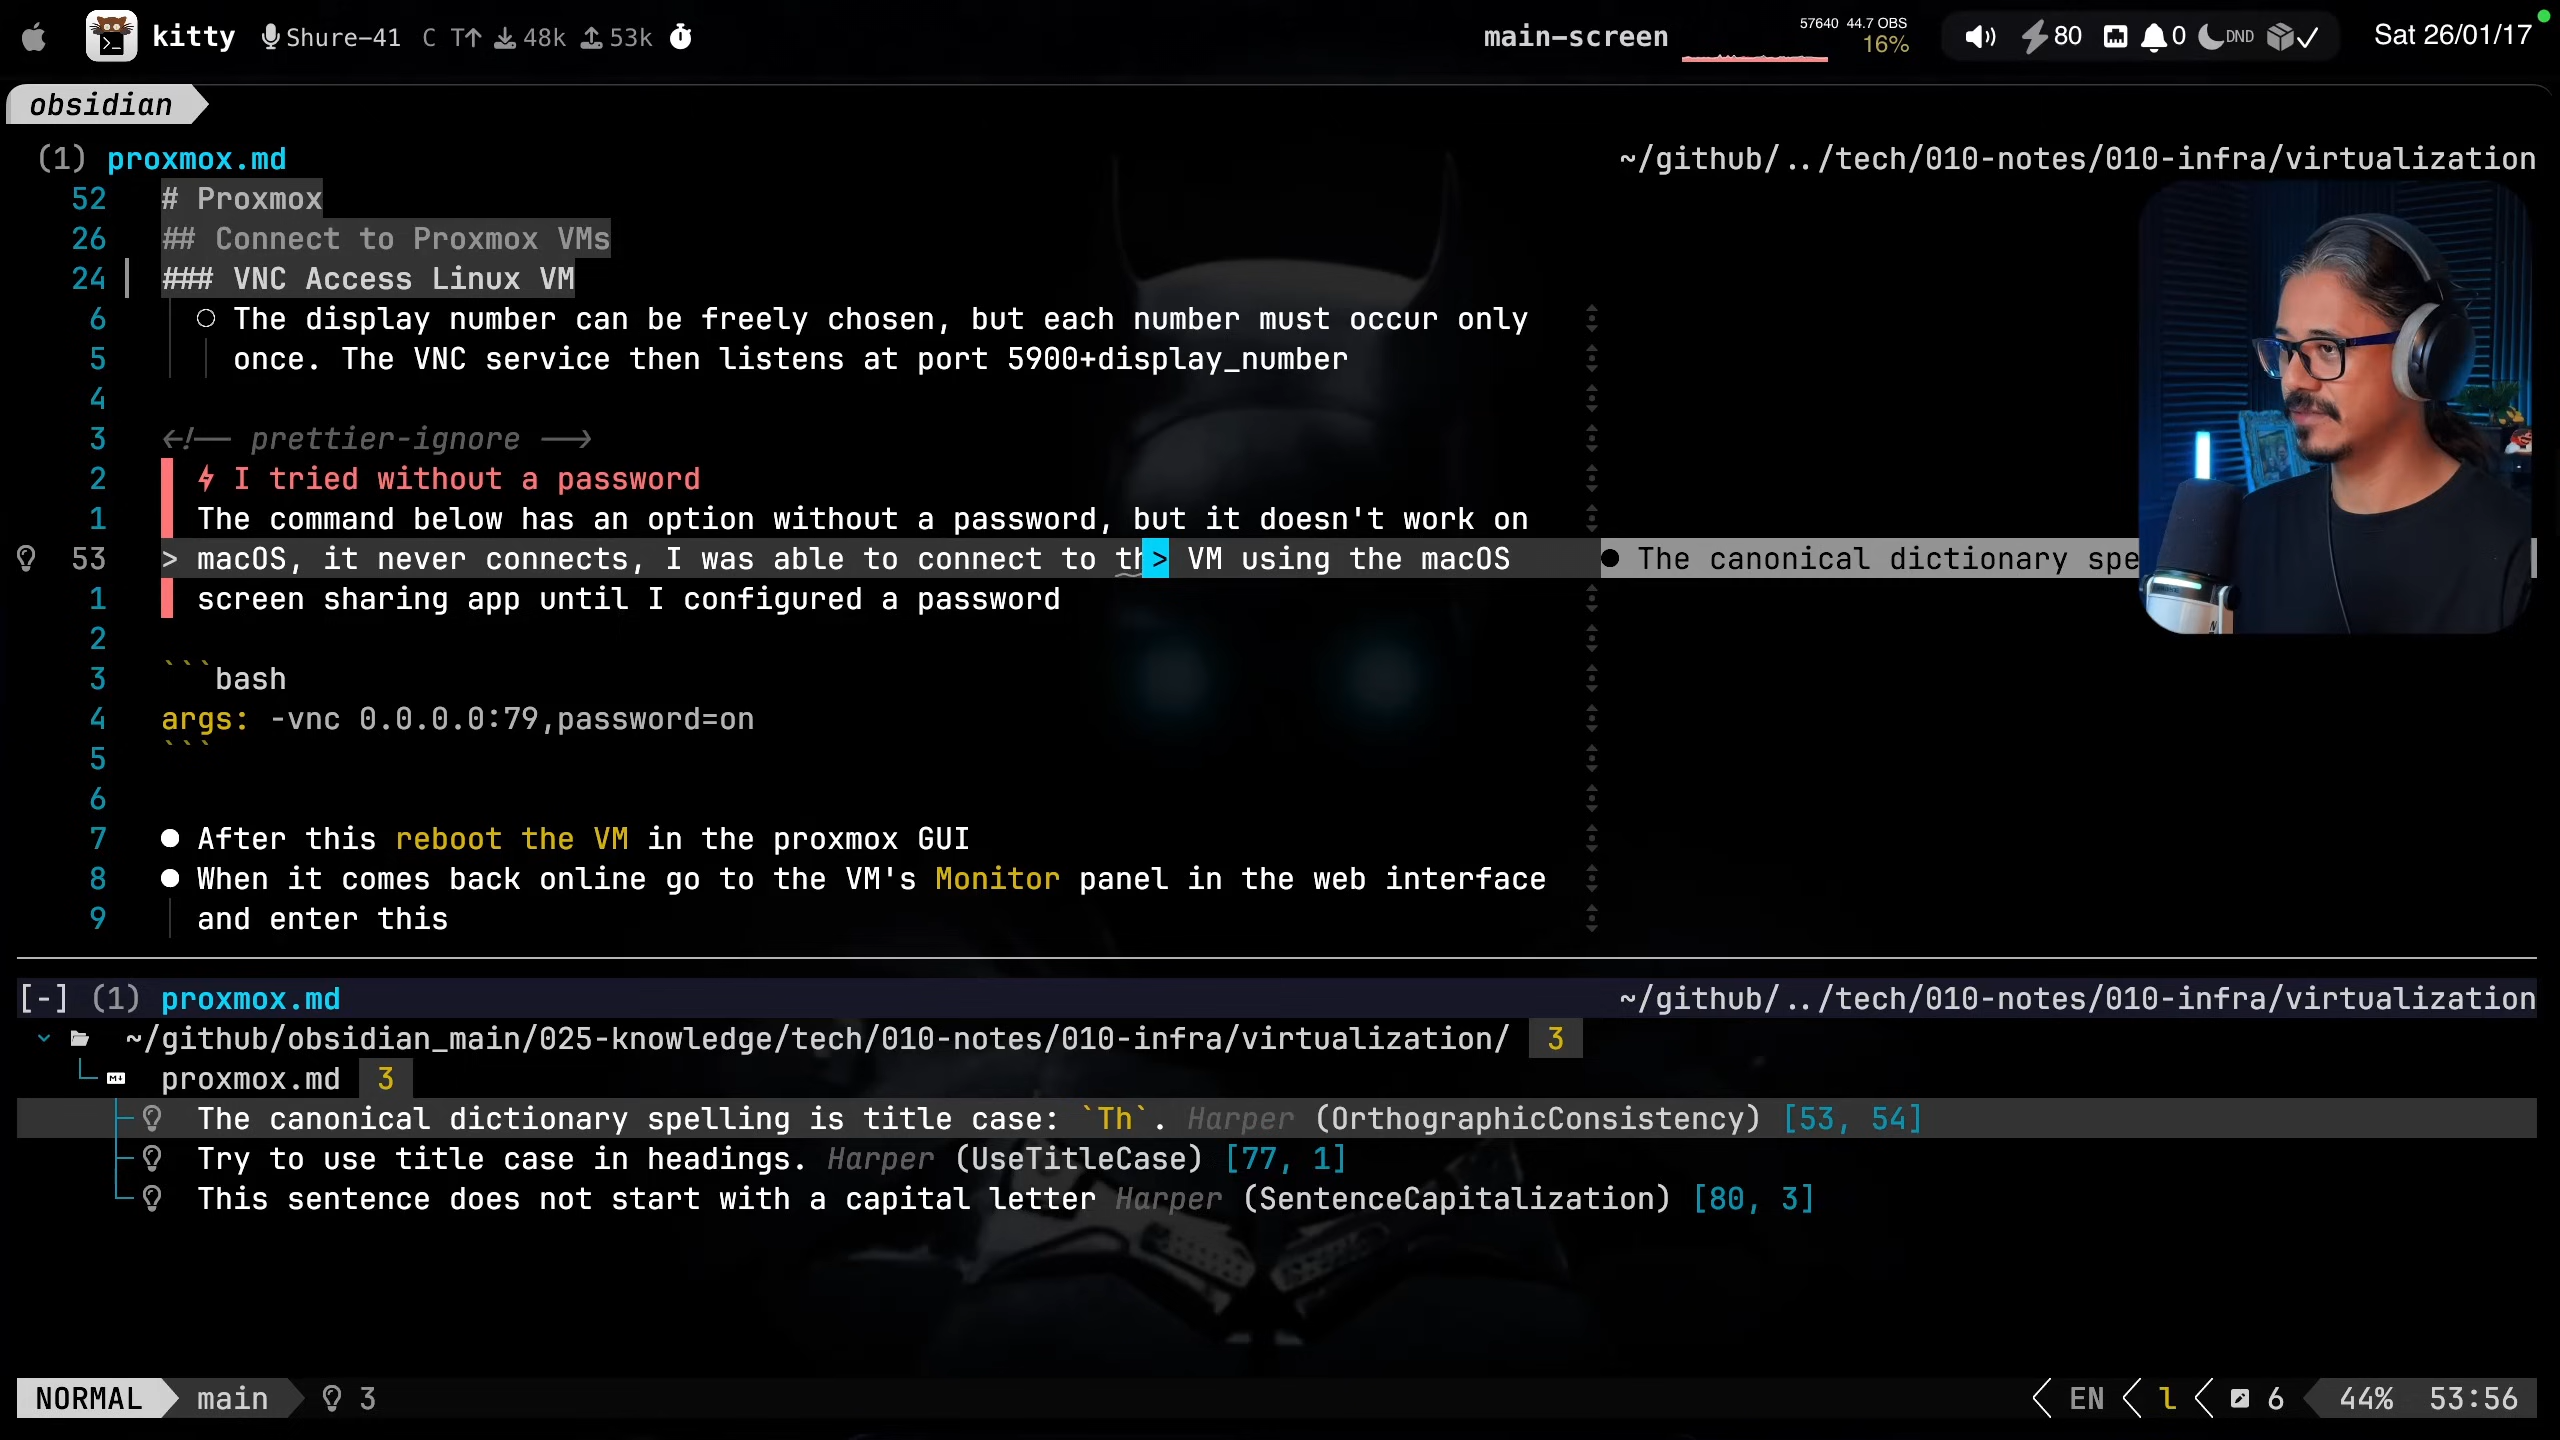 kitty Shure-41 C T↑ 48k 53k main-screen 57640 44.7 OBS 16% 80 0 DND Sat 26/01/17
obsidian
(1) proxmox.md ~/github/../tech/010-notes/010-infra/virtualization
52 # Proxmox
26 ## Connect to Proxmox VMs
24 ### VNC Access Linux VM
6 The display number can be freely chosen, but each number must occur only
5 once. The VNC service then listens at port 5900+display_number
4
3 <!-- prettier-ignore -->
2 I tried without a password
1 The command below has an option without a password, but it doesn't work on
53 > macOS, it never connects, I was able to connect to th> VM using the macOS ● The canonical dictionary spe
1 screen sharing app until I configured a password
2
3 ```bash
4 args: -vnc 0.0.0.0:79,password=on
5 ```
6
7 ● After this reboot the VM in the proxmox GUI
8 ● When it comes back online go to the VM's Monitor panel in the web interface
9 and enter this
[-] (1) proxmox.md ~/github/../tech/010-notes/010-infra/virtualization
~/github/obsidian_main/025-knowledge/tech/010-notes/010-infra/virtualization/ 3
proxmox.md 3
The canonical dictionary spelling is title case: `Th`. Harper (OrthographicConsistency) [53, 54]
Try to use title case in headings. Harper (UseTitleCase) [77, 1]
This sentence does not start with a capital letter Harper (SentenceCapitalization) [80, 3]
NORMAL main 3 EN l 6 44% 53:56